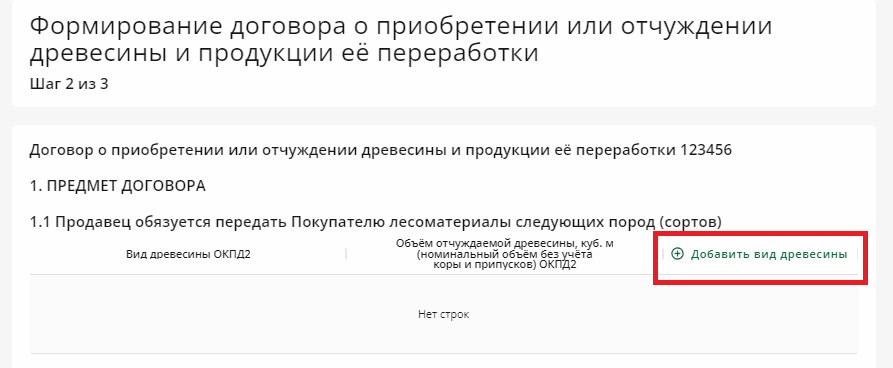 Формирование договора о приобретении или отчуждении
древесины и продукции её переработки
Шаг 2 из 3
Договор о приобретении или отчуждении древесины и продукции её переработки 123456
1. ПРЕДМЕТ ДОГОВОРА
1.1 Продавец обязуется передать Покупателю лесоматериалы следующих пород (сортов)
Вид древесины ОКПД2
Объём отчуждаемой древесины, куб. м
(номинальный объём без учёта
коры и припусков) ОКПД2
Добавить вид древесины
Нет строк